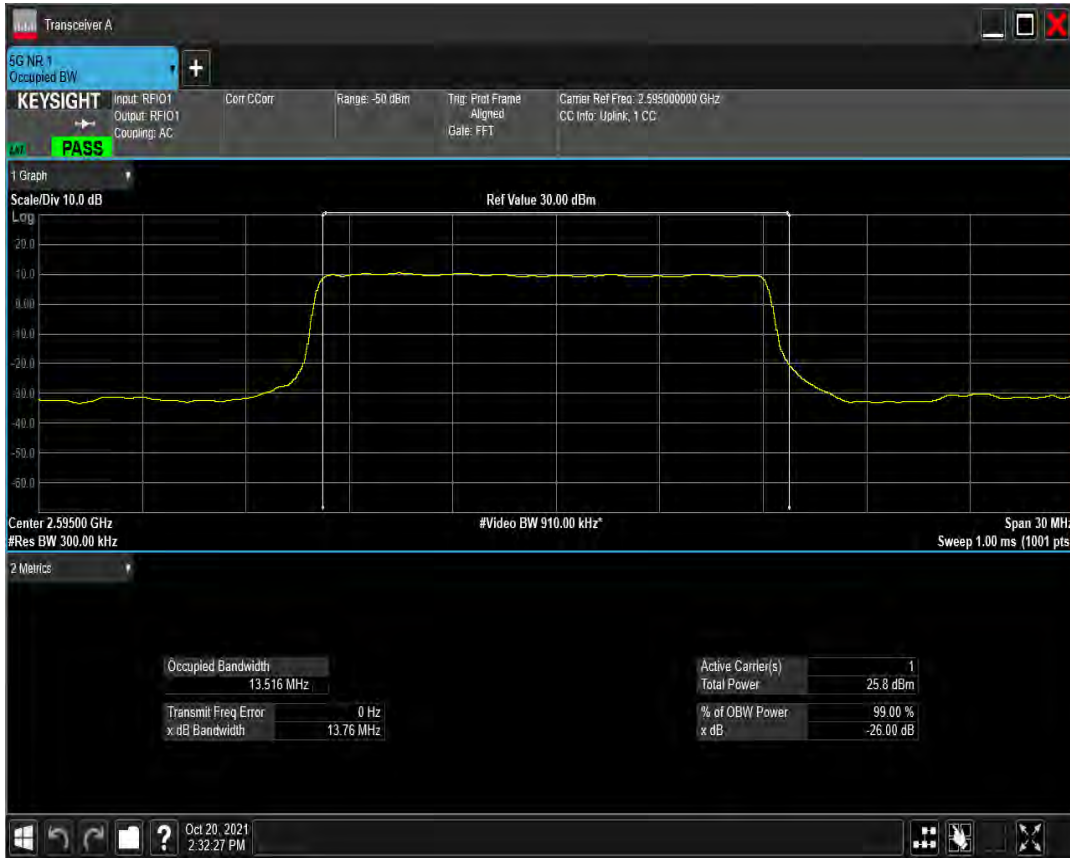 Transceiver A
5G NR 1
Occupied BW
+
KEYSIGHT
PASS
Input: RFIO1
Output: RFIO1
Coupling: AC
Corr CCorr
Range: -50 dBm
Trig: Prot Frame
Aligned
Gate: FFT
Carrier Ref Freq: 2.595000000 GHz
CC Info: Uplink, 1 CC
1 Graph
Scale/Div 10.0 dB
Ref Value 30.00 dBm
Log
20.0
10.0
0.00
-10.0
-20.0
-30.0
-40.0
-50.0
-60.0
Center 2.59500 GHz
#Video BW 910.00 kHz*
Span 30 MHz
#Res BW 300.00 kHz
Sweep 1.00 ms (1001 pts
2 Metrics
Occupied Bandwidth
13.516 MHz
Transmit Freq Error 0 Hz
x dB Bandwidth 13.76 MHz
Active Carrier(s) 1
Total Power 25.8 dBm
% of OBW Power 99.00 %
x dB -26.00 dB
?
Oct 20, 2021
2:32:27 PM